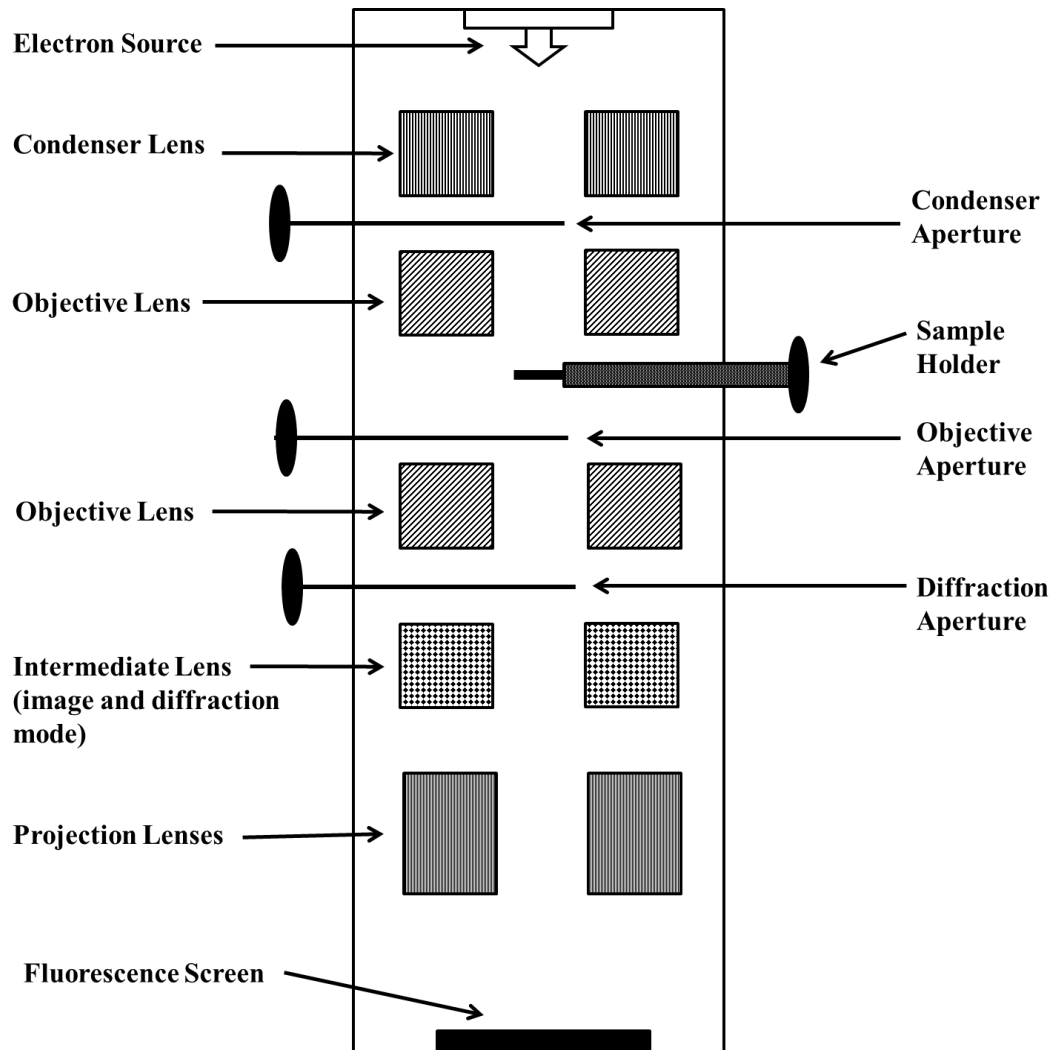 Electron Source
Condenser Lens
Condenser
Aperture
Objective Lens
Sample
Holder
Objective
Aperture
Objective Lens
Diffraction
Aperture
Intermediate Lens
(image and diffraction
mode)
Projection Lenses
Fluorescence Screen